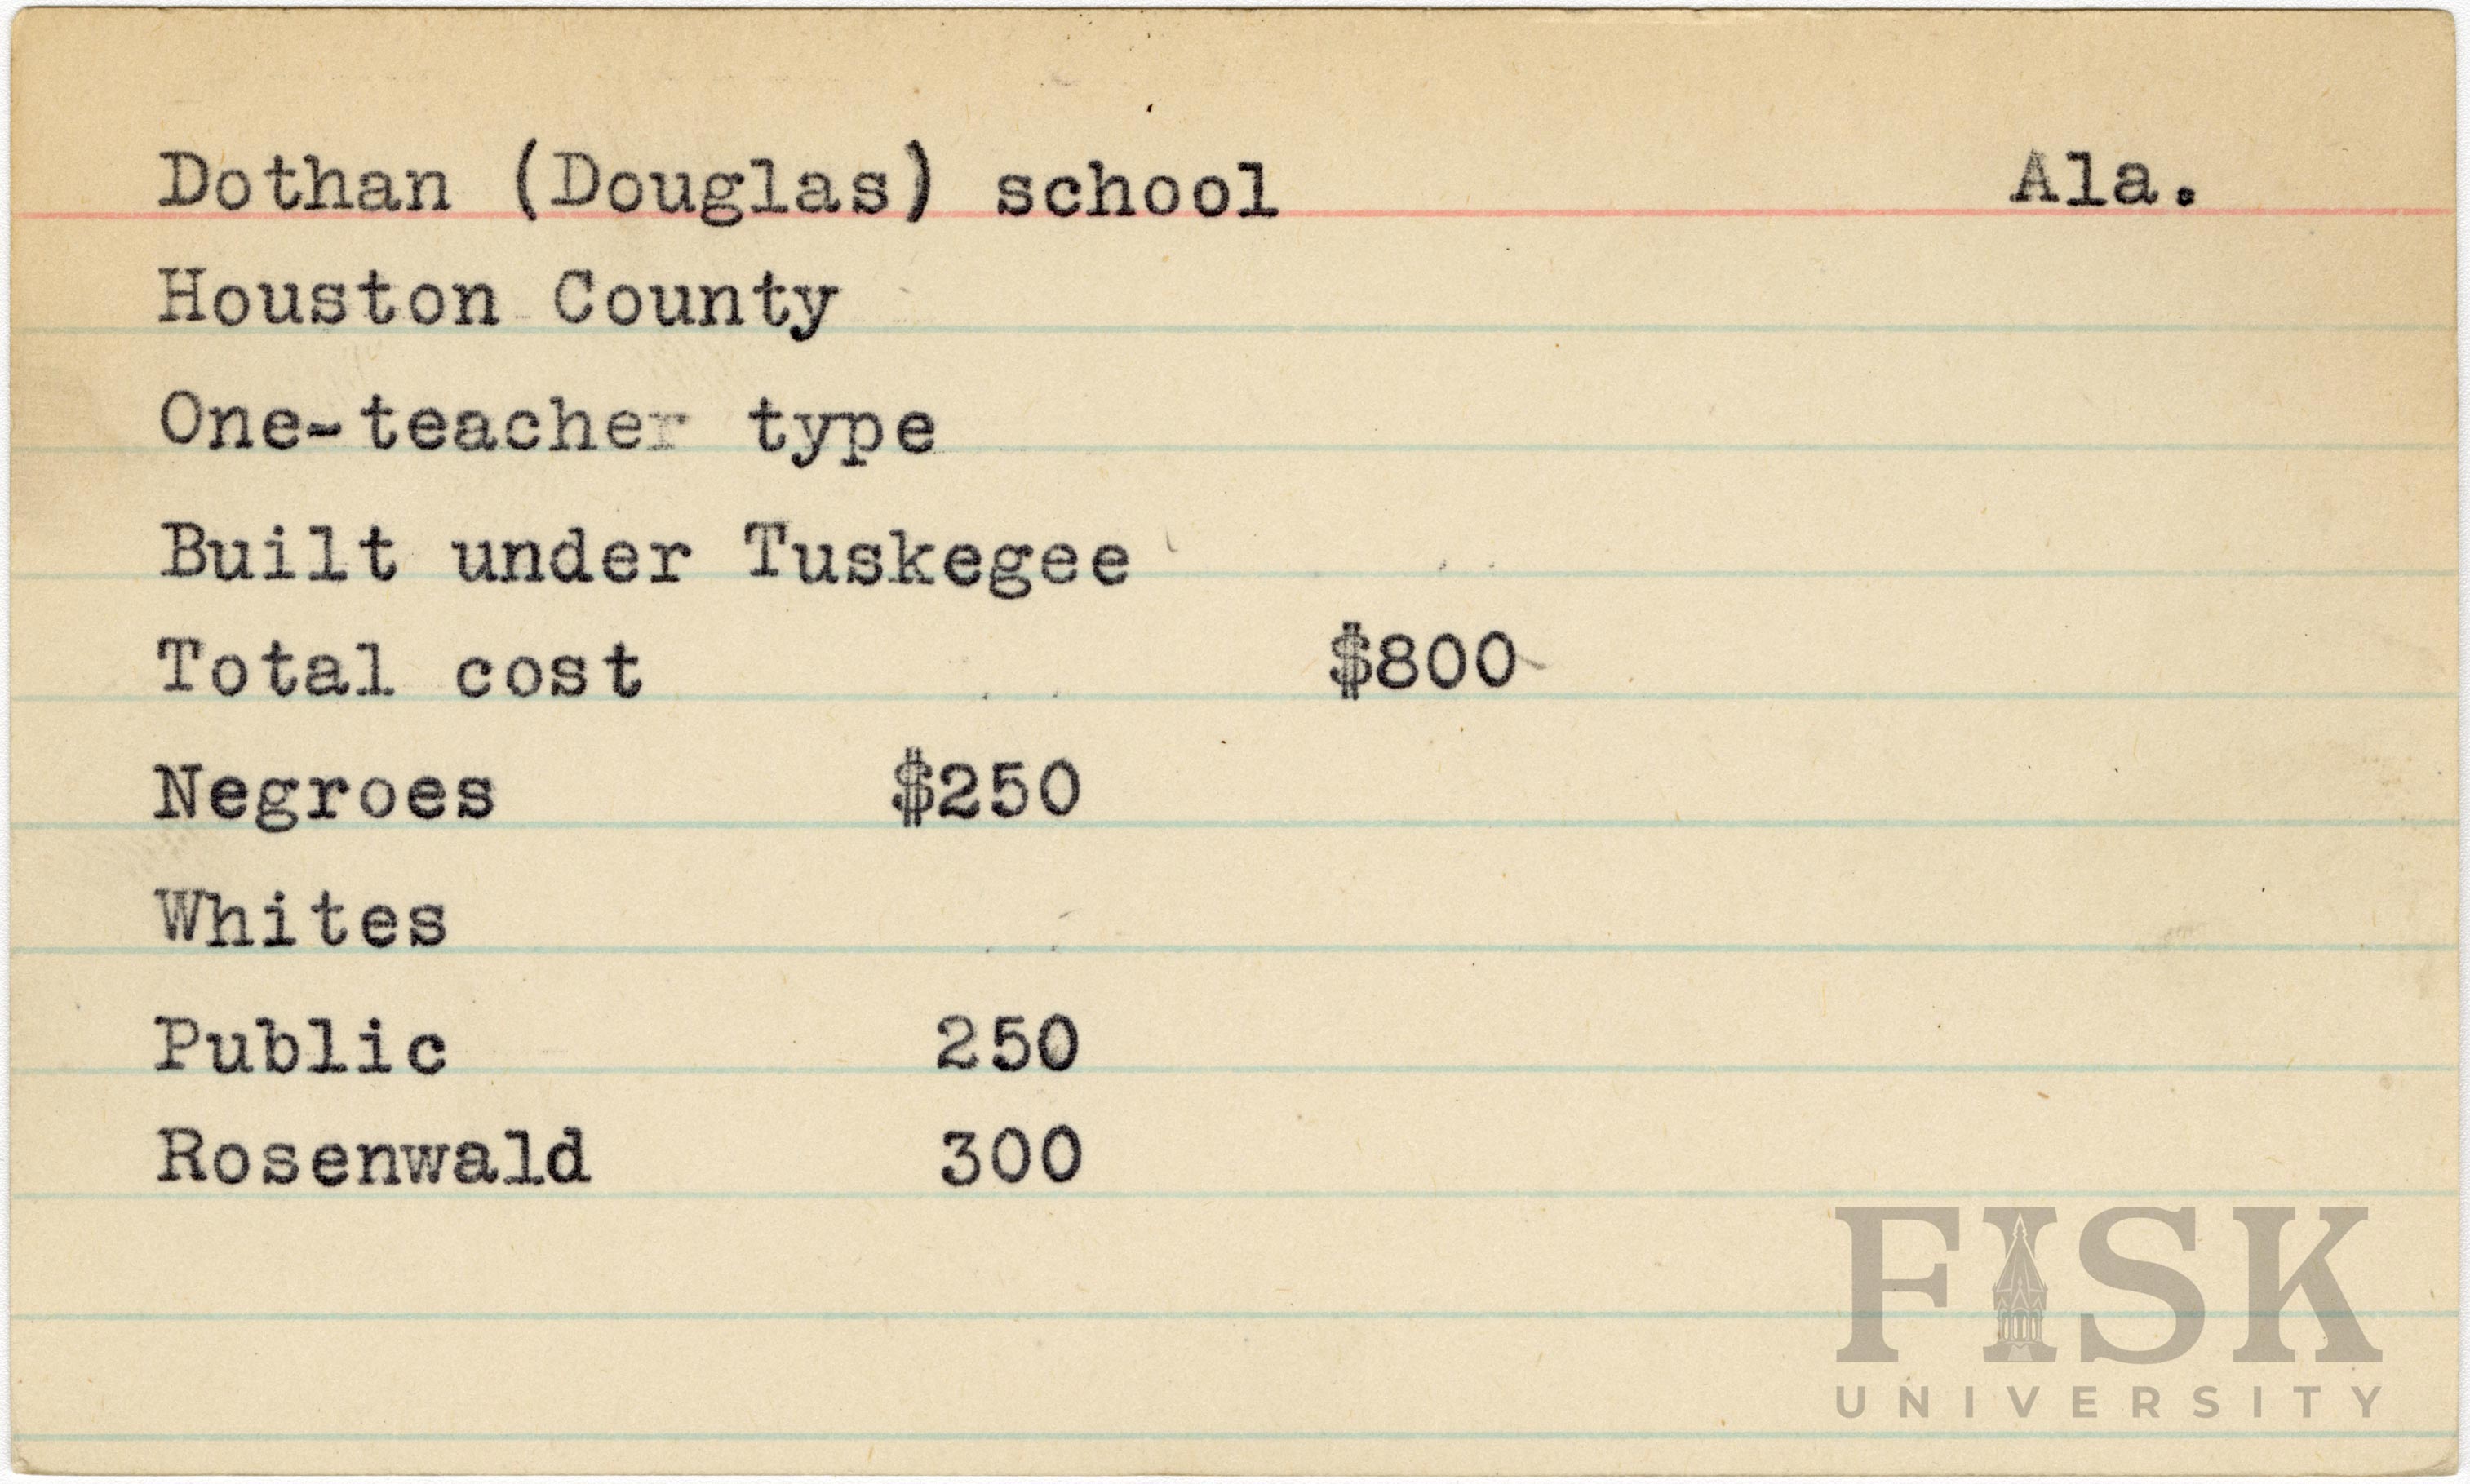 Dothan (Douglas) school Ala.
Houston County
One-teacher type
Built under Tuskegee
Total cost $800
Negroes $250
Whites
Public 250
Rosenwald 300
FISK
UNIVERSITY